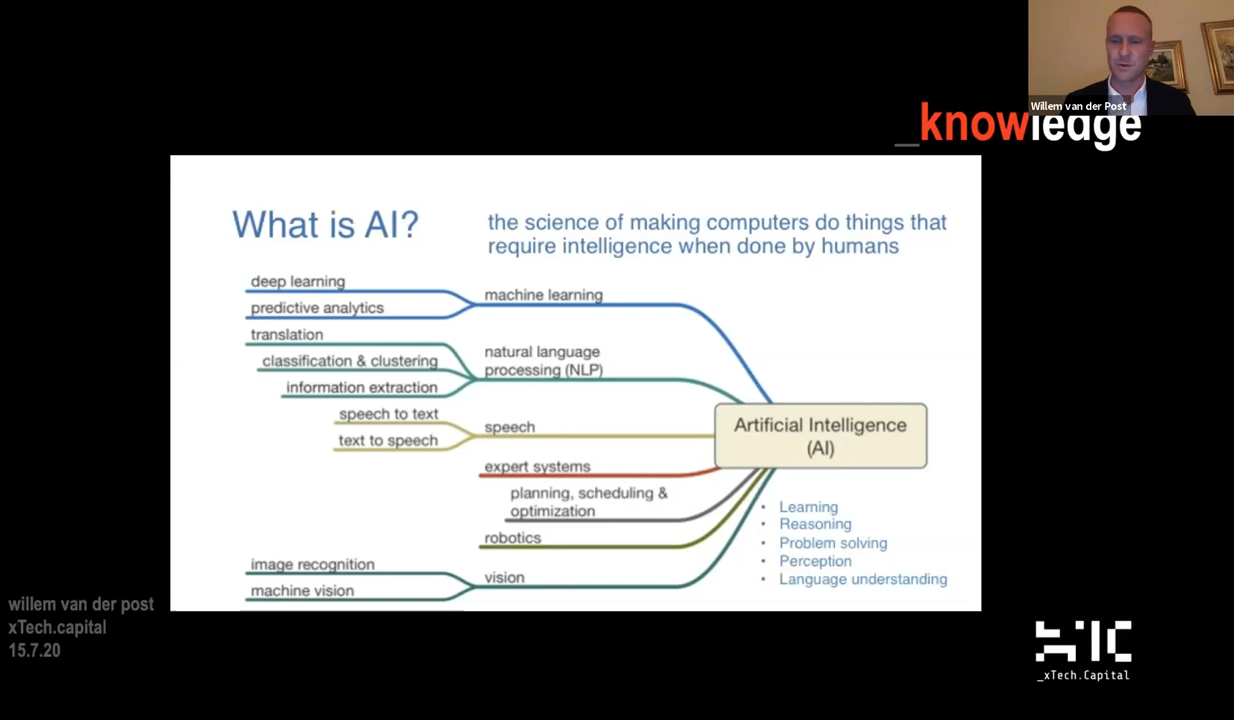 Willem van der Post
_knowledge
What is AI?
the science of making computers do things that
require intelligence when done by humans
deep learning
predictive analytics
machine learning
translation
classification & clustering
information extraction
natural language
processing (NLP)
speech to text
text to speech
speech
expert systems
planning, scheduling &
optimization
robotics
image recognition
machine vision
vision
Artificial Intelligence
(AI)
• Learning
• Reasoning
• Problem solving
• Perception
• Language understanding
willem van der post
xTech.capital
15.7.20
_xTech.Capital